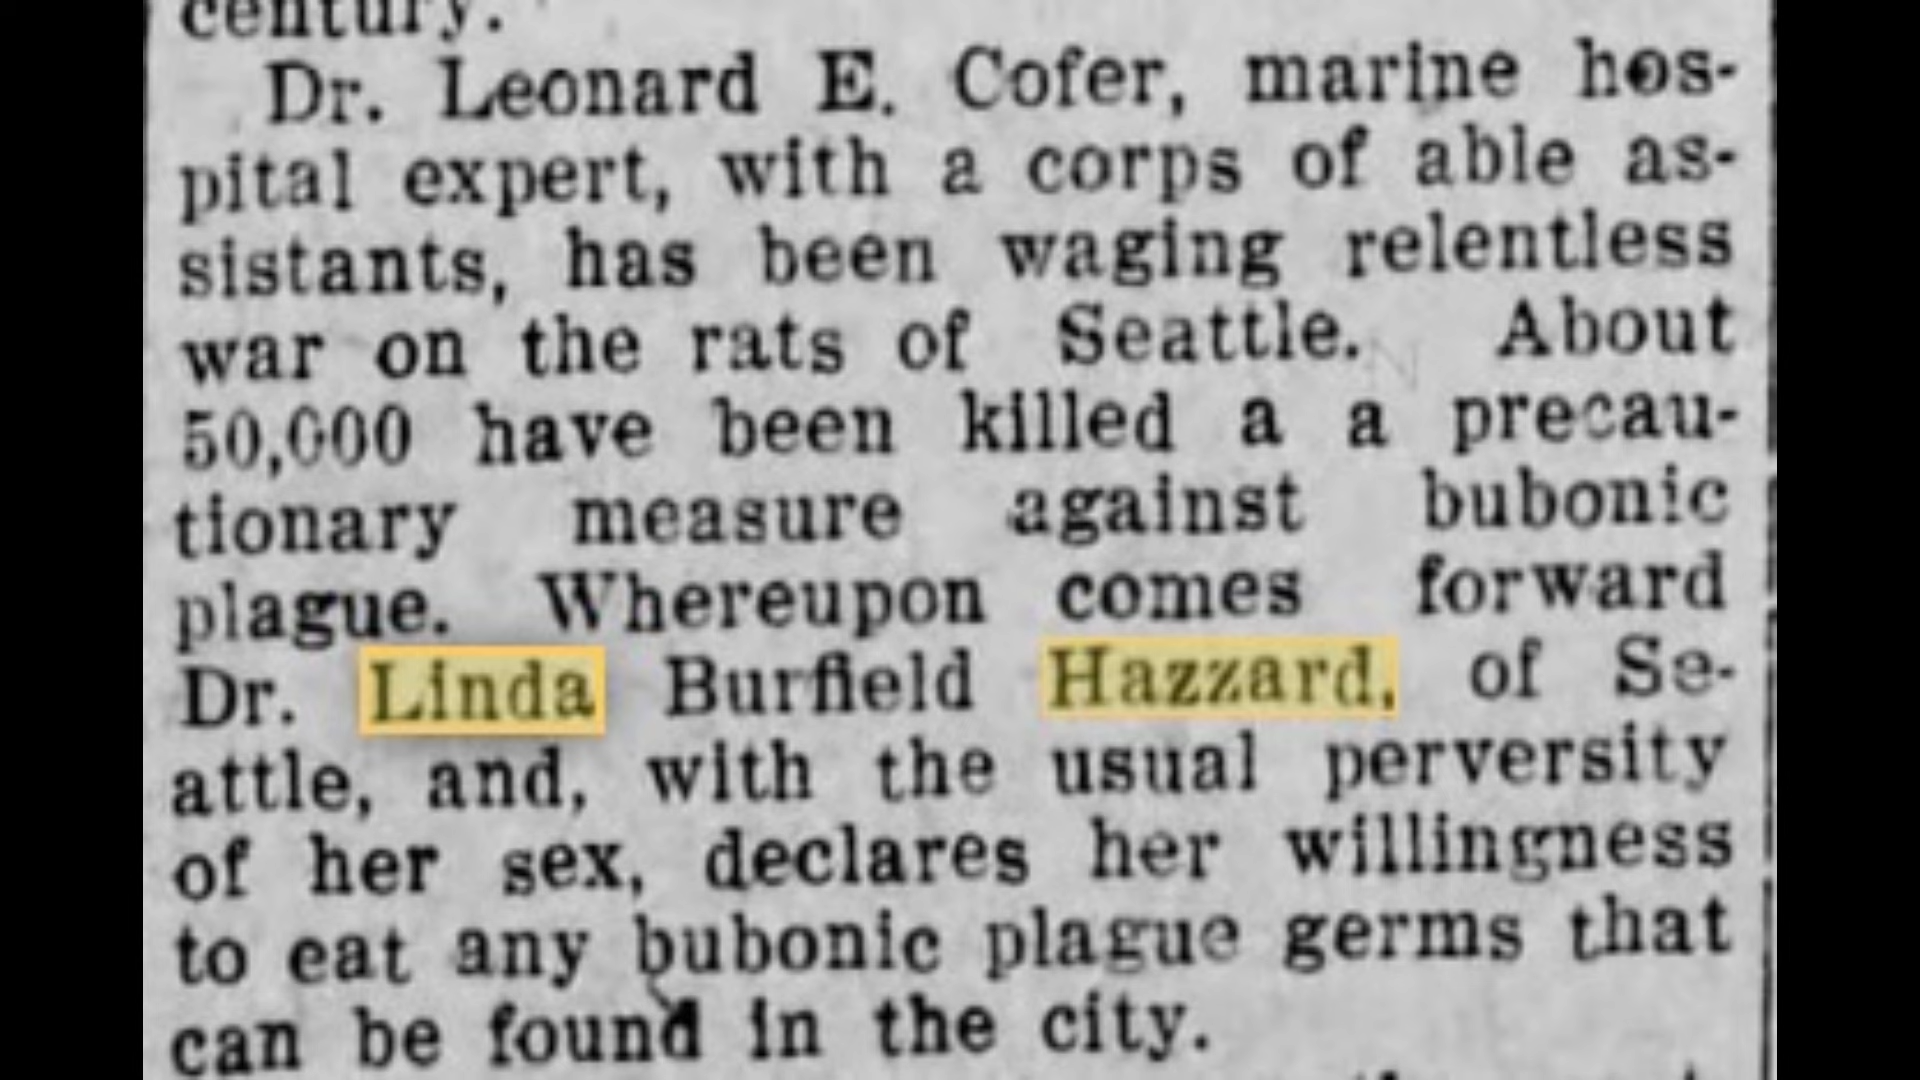 century.
Dr. Leonard E. Cofer, marine hos-
pital expert, with a corps of able as-
sistants, has been waging relentless
war on the rats of Seattle. About
50,000 have been killed a a precau-
tionary measure against bubonic
plague. Whereupon comes forward
Dr. Linda Burfield Hazzard, of Se-
attle, and, with the usual perversity
of her sex, declares her willingness
to eat any bubonic plague germs that
can be found in the city.